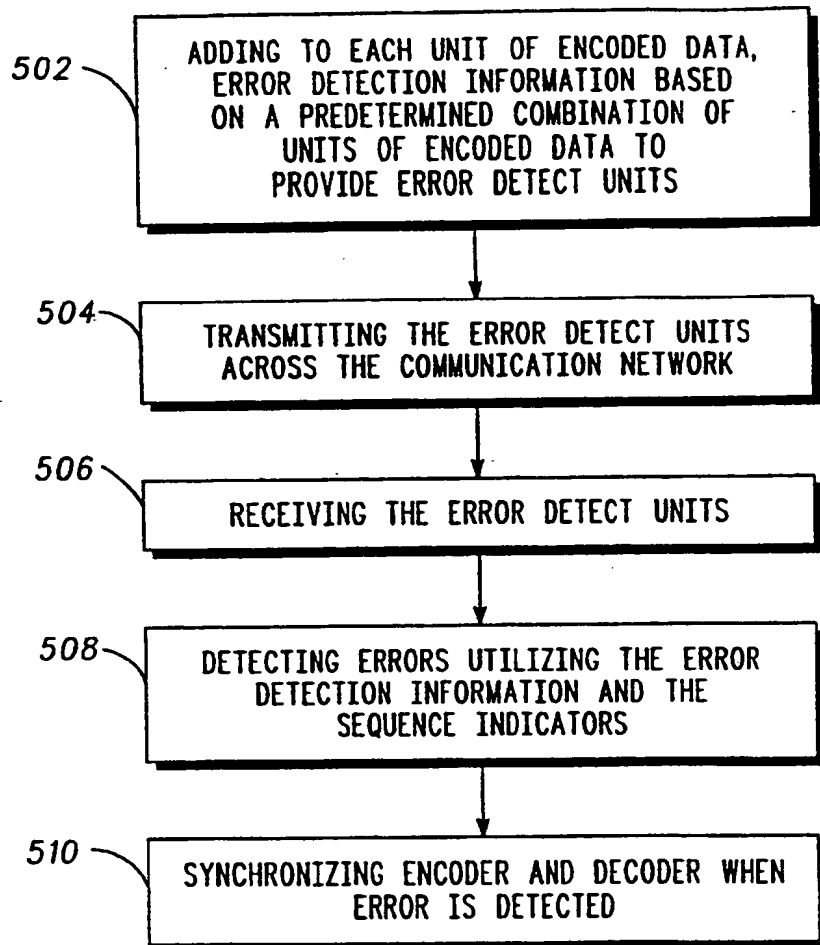 502
ADDING TO EACH UNIT OF ENCODED DATA,
ERROR DETECTION INFORMATION BASED
ON A PREDETERMINED COMBINATION OF
UNITS OF ENCODED DATA TO
PROVIDE ERROR DETECT UNITS
504
TRANSMITTING THE ERROR DETECT UNITS
ACROSS THE COMMUNICATION NETWORK
506
RECEIVING THE ERROR DETECT UNITS
508
DETECTING ERRORS UTILIZING THE ERROR
DETECTION INFORMATION AND THE
SEQUENCE INDICATORS
510
SYNCHRONIZING ENCODER AND DECODER WHEN
ERROR IS DETECTED